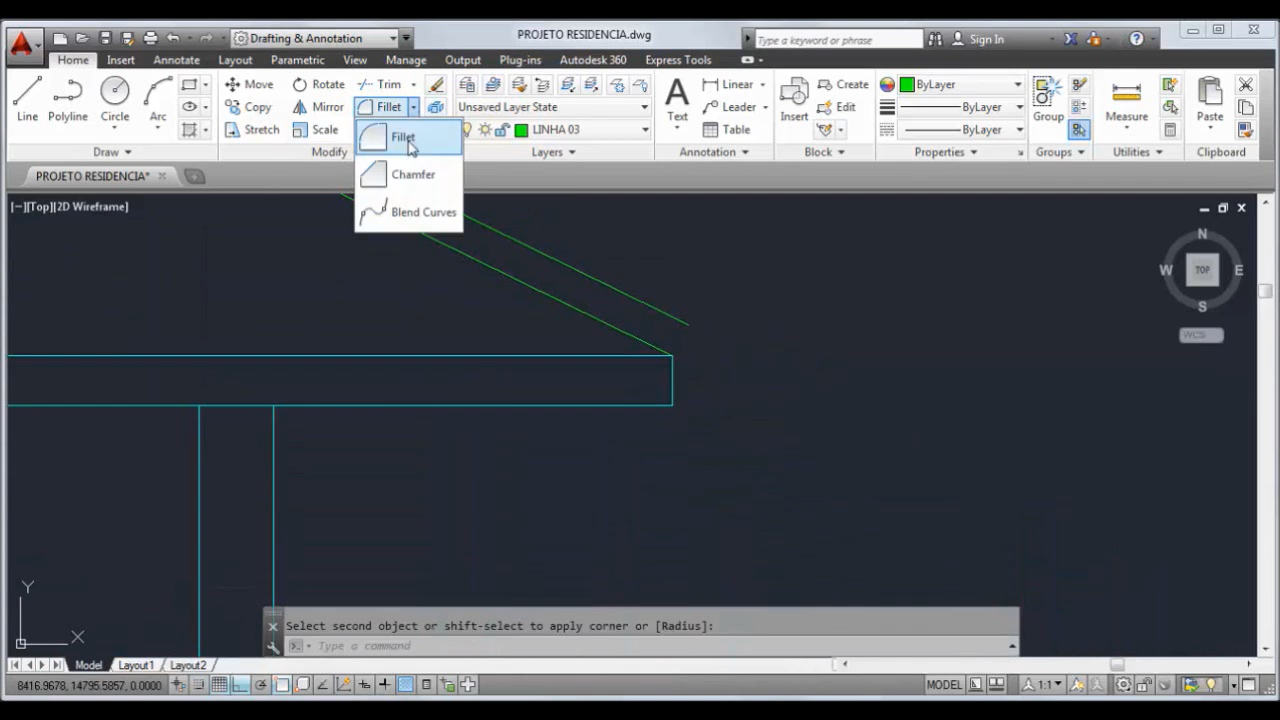 Drafting & Annotation
PROJETO RESIDENCIA.dwg
Type a keyword or phrase
Sign In
Home Insert Annotate Layout Parametric View Manage Output Plug-ins Autodesk 360 Express Tools
Line Polyline Circle Arc
Move Rotate Trim
Copy Mirror Fillet
Stretch Scale
Unsaved Layer State
LINHA 03
Text
Linear
Leader
Table
Insert
Create
Edit
ByLayer
ByLayer
ByLayer
Group
Measure
Paste
Draw Modify Layers Annotation Block Properties Groups Utilities Clipboard
Fillet
Chamfer
Blend Curves
PROJETO RESIDENCIA*
[−][Top][2D Wireframe]
N
W TOP E
S
WCS
Y
X
Select second object or shift-select to apply corner or [Radius]:
Type a command
Model Layout1 Layout2
8416.9678, 14795.5857, 0.0000
MODEL
1:1